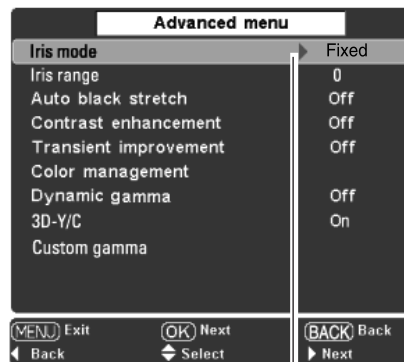 Advanced menu
Iris mode Fixed
Iris range 0
Auto black stretch Off
Contrast enhancement Off
Transient improvement Off
Color management
Dynamic gamma Off
3D-Y/C On
Custom gamma
MENU Exit OK Next BACK Back
Back Select Next